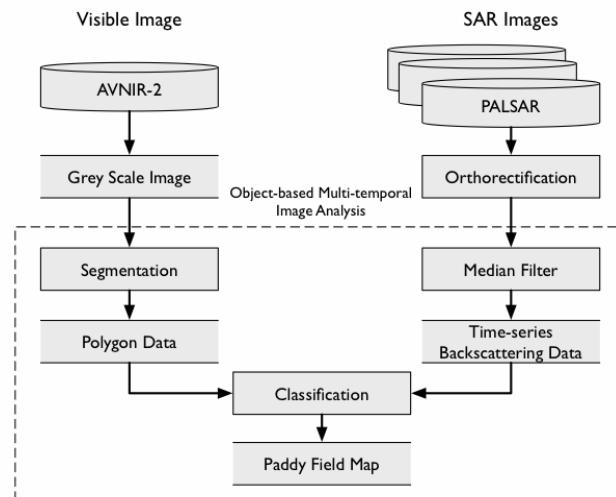 Visible Image
SAR Images
AVNIR-2
PALSAR
Grey Scale Image
Orthorectification
Object-based Multi-temporal
Image Analysis
Segmentation
Median Filter
Polygon Data
Time-series
Backscattering Data
Classification
Paddy Field Map